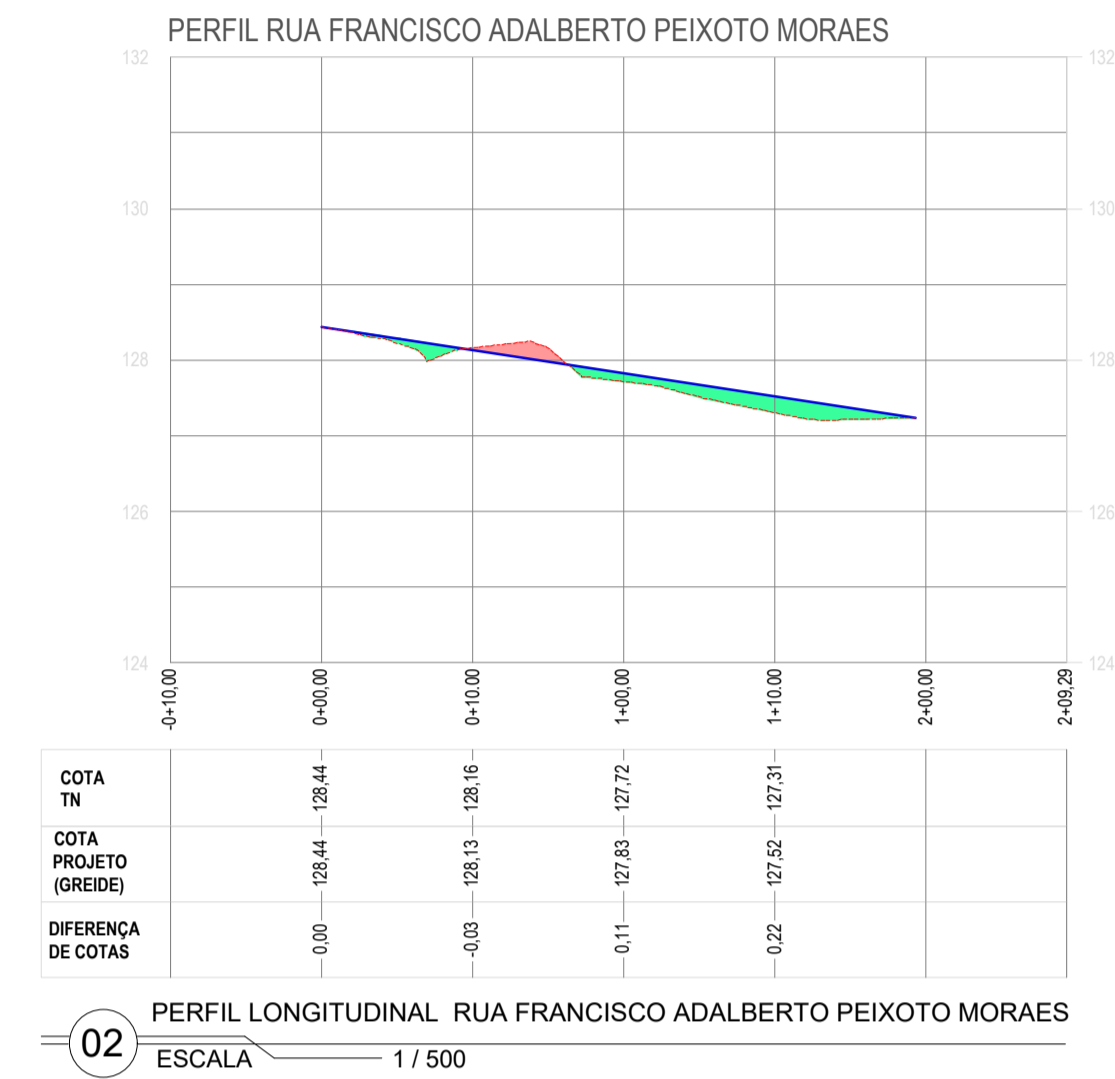 PERFIL RUA FRANCISCO ADALBERTO PEIXOTO MORAES
132 132
130 130
128 128
126 126
124 124
-0+10,00 0+00,00 0+10.00 1+00,00 1+10.00 2+00,00 2+09,29
COTA
TN
128,44 128,16 127,72 127,31
COTA
PROJETO
(GREIDE)
128,44 128,13 127,83 127,52
DIFERENÇA
DE COTAS
0,00 -0,03 0,11 0,22
02
PERFIL LONGITUDINAL RUA FRANCISCO ADALBERTO PEIXOTO MORAES
ESCALA 1 / 500